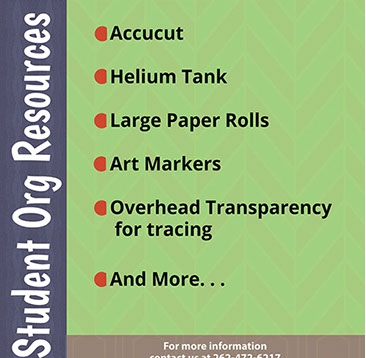 Student Org Resources
Accucut
Helium Tank
Large Paper Rolls
Art Markers
Overhead Transparency
for tracing
And More. . .
For more information
contact us at 262-472-6217